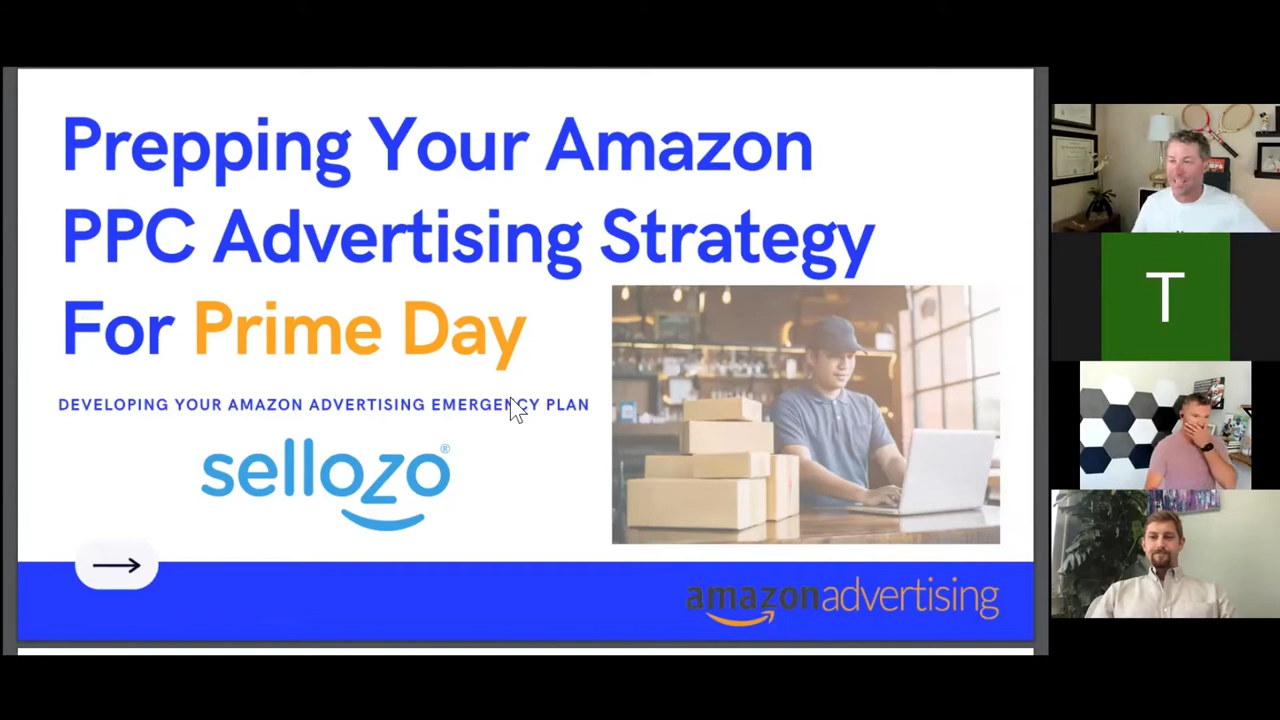 Prepping Your Amazon
PPC Advertising Strategy
For Prime Day
DEVELOPING YOUR AMAZON ADVERTISING EMERGENCY PLAN
sellozo®
amazonadvertising
T